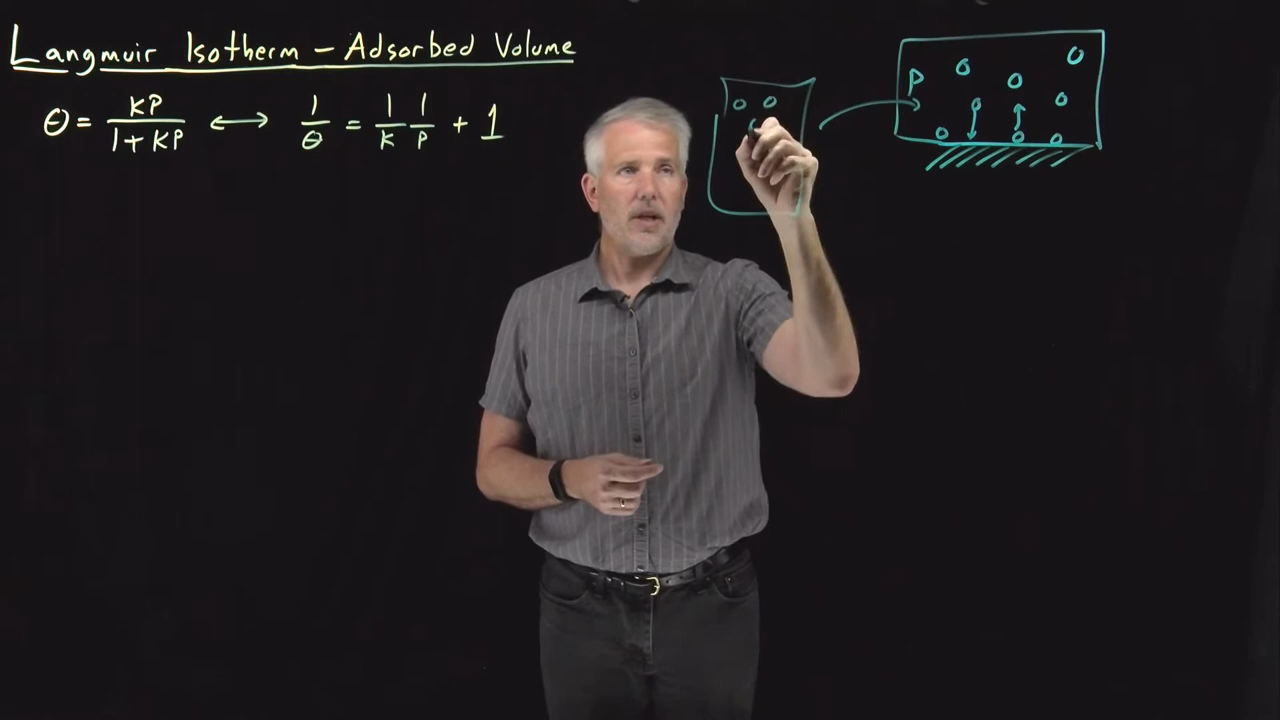 Langmuir Isotherm - Adsorbed Volume
θ = KP / 1 + KP ⟷ 1/θ = 1/K 1/P + 1
P